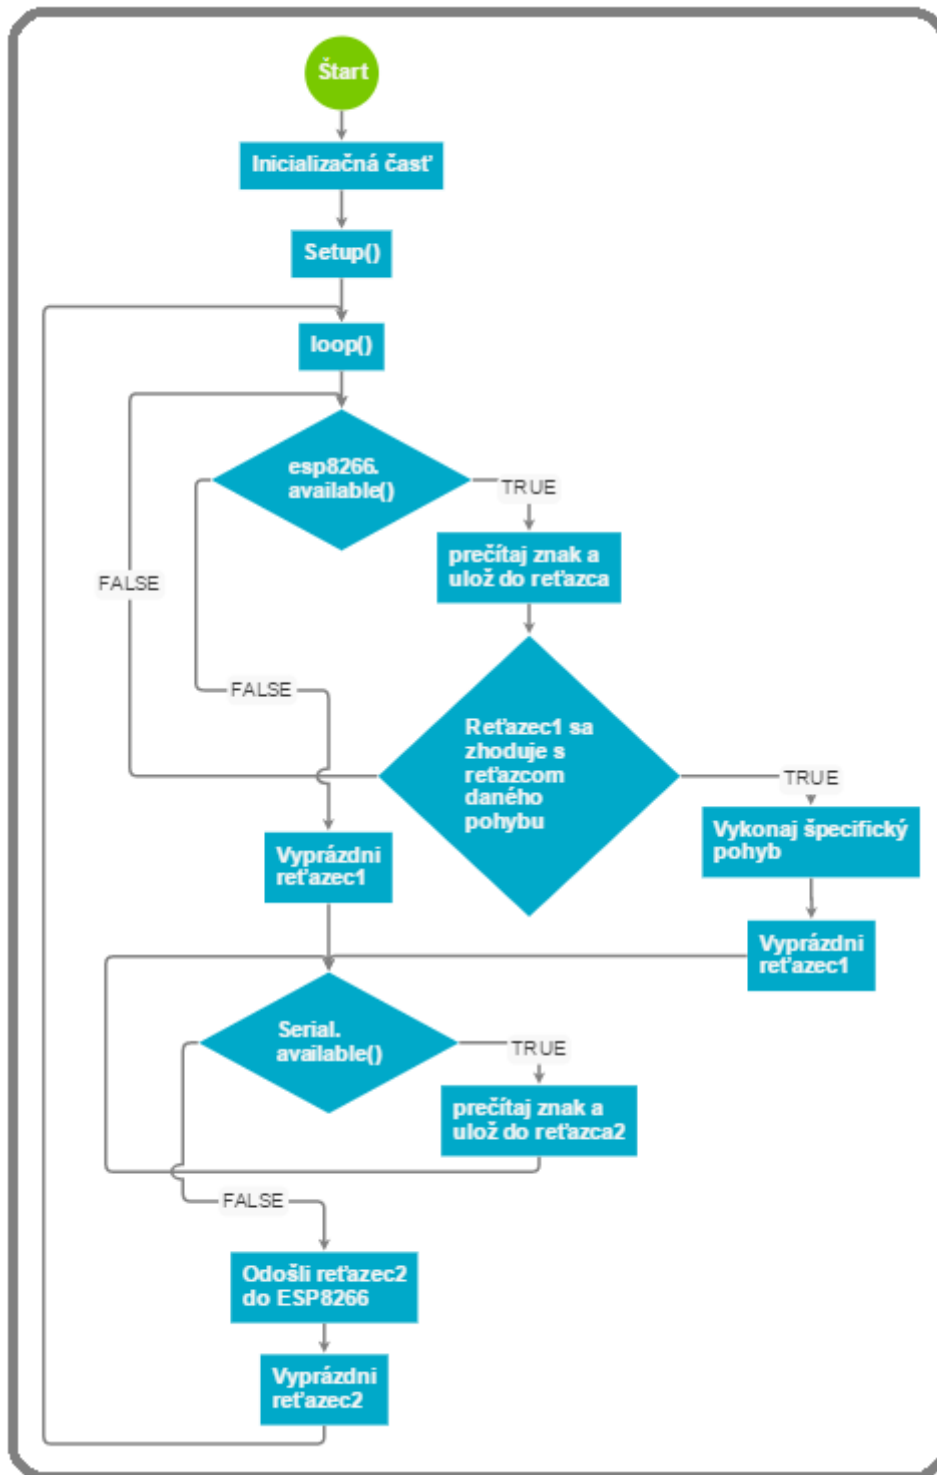 Štart
Inicializačná časť
Setup()
loop()
esp8266.
available()
TRUE
prečítaj znak a
ulož do reťazca
FALSE
FALSE
Reťazec1 sa
zhoduje s
reťazcom
daného
pohybu
TRUE
Vykonaj špecifický
pohyb
Vyprázdni
reťazec1
Vyprázdni
reťazec1
Serial.
available()
TRUE
prečítaj znak a
ulož do reťazca2
FALSE
Odošli reťazec2
do ESP8266
Vyprázdni
reťazec2